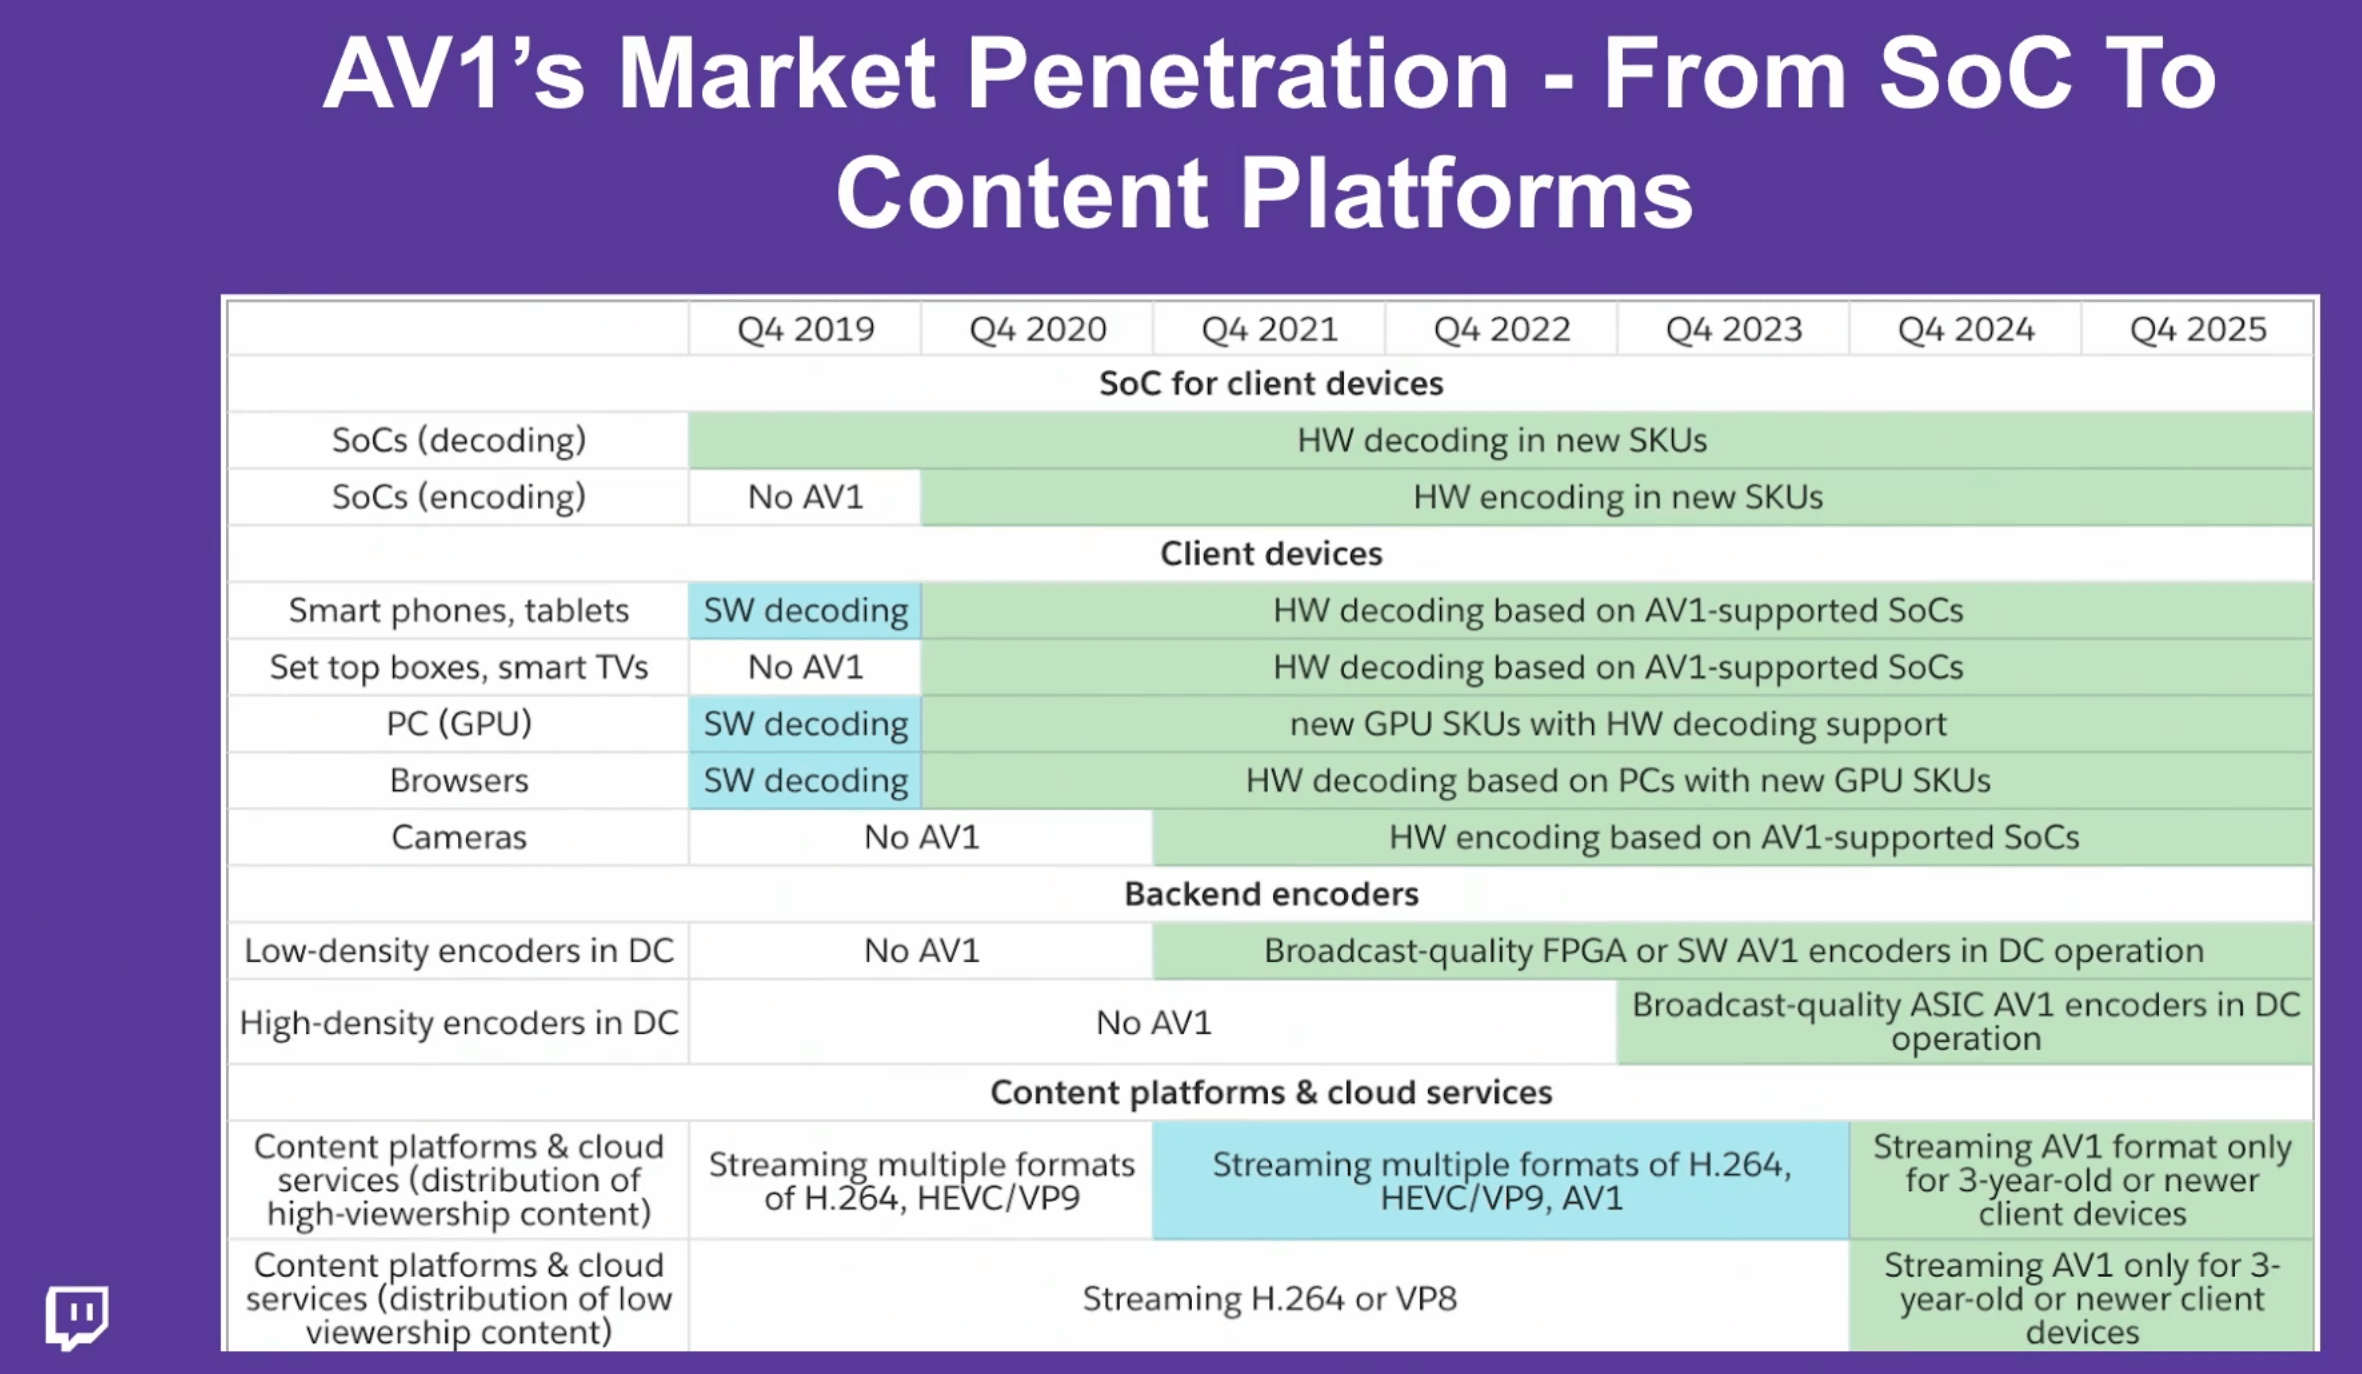 AV1's Market Penetration - From SoC To
Content Platforms
Q4 2019 Q4 2020 Q4 2021 Q4 2022 Q4 2023 Q4 2024 Q4 2025
SoC for client devices
SoCs (decoding) HW decoding in new SKUs
SoCs (encoding) No AV1 HW encoding in new SKUs
Client devices
Smart phones, tablets SW decoding HW decoding based on AV1-supported SoCs
Set top boxes, smart TVs No AV1 HW decoding based on AV1-supported SoCs
PC (GPU) SW decoding new GPU SKUs with HW decoding support
Browsers SW decoding HW decoding based on PCs with new GPU SKUs
Cameras No AV1 HW encoding based on AV1-supported SoCs
Backend encoders
Low-density encoders in DC No AV1 Broadcast-quality FPGA or SW AV1 encoders in DC operation
High-density encoders in DC No AV1 Broadcast-quality ASIC AV1 encoders in DC
operation
Content platforms & cloud services
Content platforms & cloud
services (distribution of
high-viewership content)
Streaming multiple formats
of H.264, HEVC/VP9
Streaming multiple formats of H.264,
HEVC/VP9, AV1
Streaming AV1 format only
for 3-year-old or newer
client devices
Content platforms & cloud
services (distribution of low
viewership content)
Streaming H.264 or VP8
Streaming AV1 only for 3-
year-old or newer client
devices